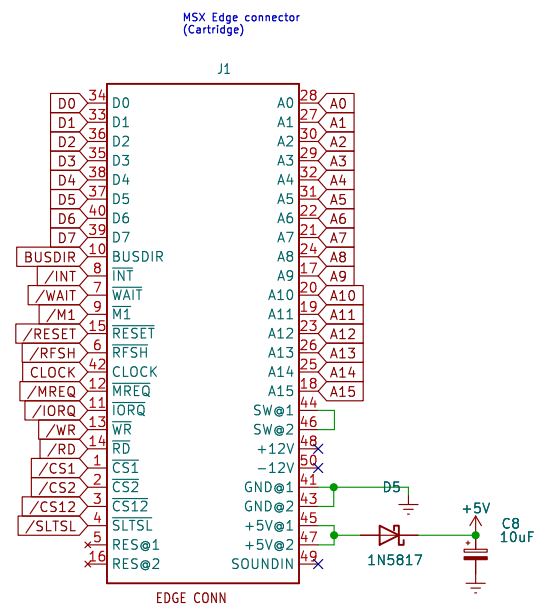 MSX Edge connector
(Cartridge)
J1
D0 34 D0 A0 28 A0
D1 33 D1 A1 27 A1
D2 36 D2 A2 30 A2
D3 35 D3 A3 29 A3
D4 38 D4 A4 32 A4
D5 37 D5 A5 31 A5
D6 40 D6 A6 22 A6
D7 39 D7 A7 21 A7
BUSDIR 10 BUSDIR A8 24 A8
/INT 8 INT A9 17 A9
/WAIT 7 WAIT A10 20 A10
/M1 9 M1 A11 19 A11
/RESET 15 RESET A12 23 A12
/RFSH 6 RFSH A13 26 A13
CLOCK 42 CLOCK A14 25 A14
/MREQ 12 MREQ A15 18 A15
/IORQ 11 IORQ SW@1 44
/WR 13 WR SW@2 46
/RD 14 RD +12V 48
/CS1 1 CS1 -12V 50
/CS2 2 CS2 GND@1 41 D5
/CS12 3 CS12 GND@2 43 +5V
/SLTSL 4 SLTSL +5V@1 45 C8
5 RES@1 +5V@2 47 1N5817 10uF
16 RES@2 SOUNDIN 49
EDGE CONN